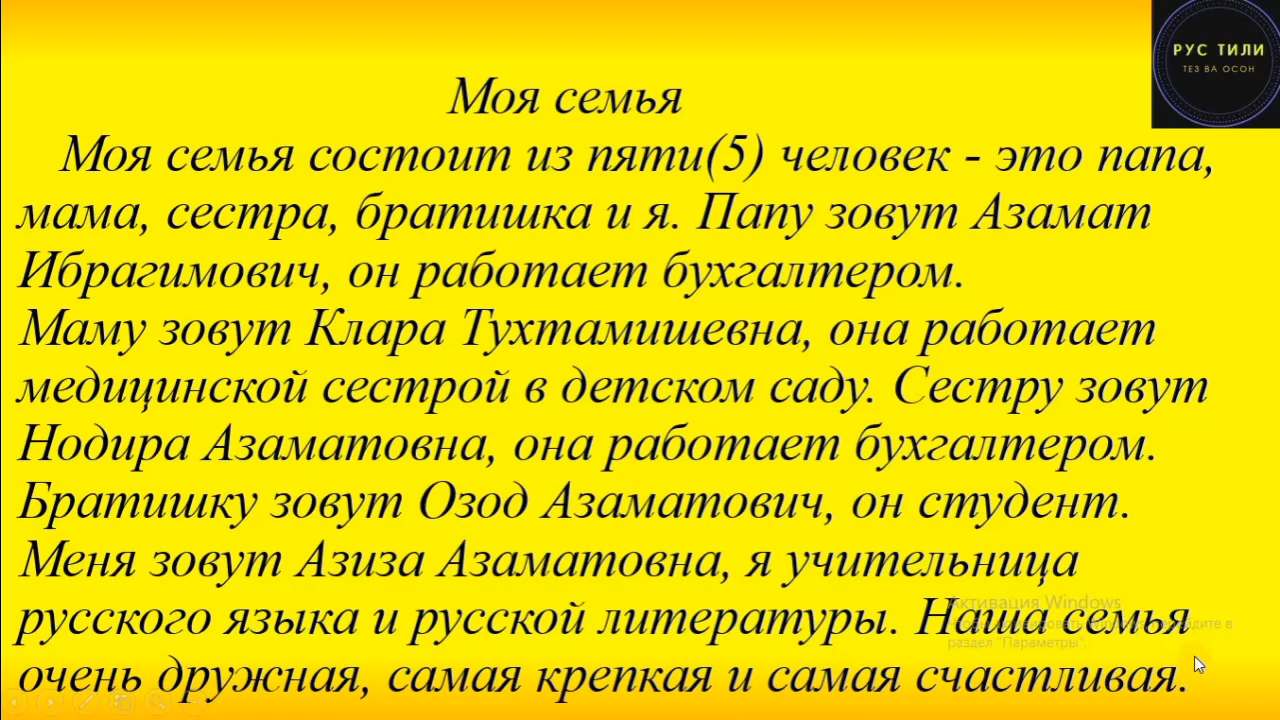 РУС ТИЛИ
ТЕЗ ВА ОСОН
Моя семья
Моя семья состоит из пяти(5) человек - это папа,
мама, сестра, братишка и я. Папу зовут Азамат
Ибрагимович, он работает бухгалтером.
Маму зовут Клара Тухтамишевна, она работает
медицинской сестрой в детском саду. Сестру зовут
Нодира Азаматовна, она работает бухгалтером.
Братишку зовут Озод Азаматович, он студент.
Меня зовут Азиза Азаматовна, я учительница
русского языка и русской литературы. Наша семья
очень дружная, самая крепкая и самая счастливая.
Активация Windows
раздел "Параметры".